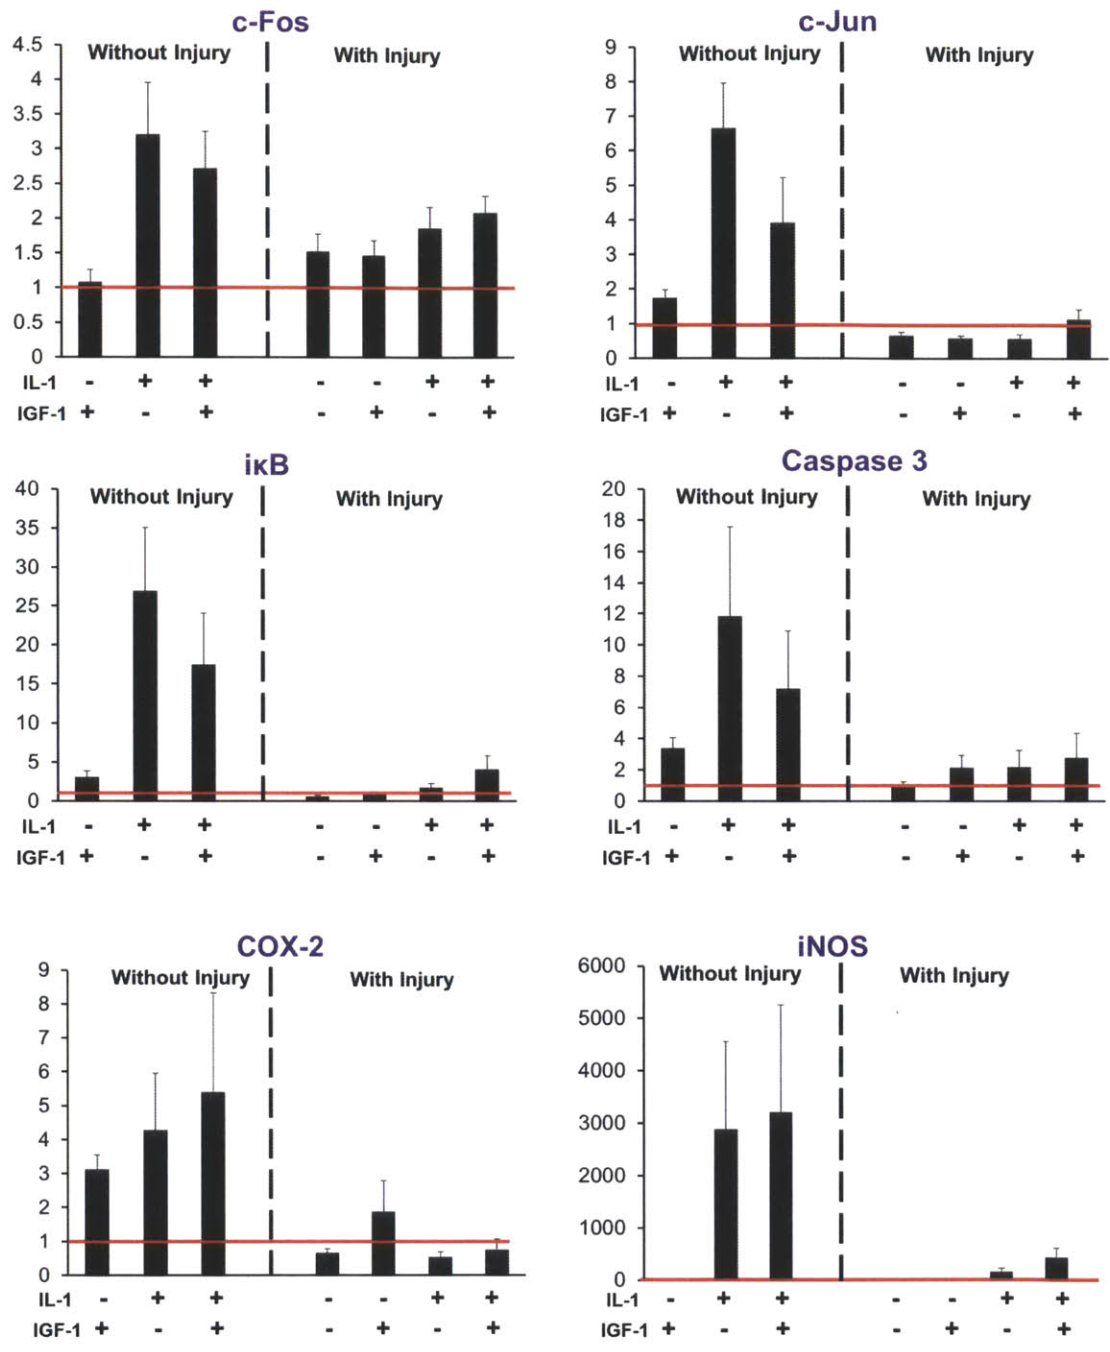 c-Fos
Without Injury With Injury
4.5
4
3.5
3
2.5
2
1.5
1
0.5
0
IL-1 - + + - - + +
IGF-1 + - + - + - +
c-Jun
Without Injury With Injury
9
8
7
6
5
4
3
2
1
0
IL-1 - + + - - + +
IGF-1 + - + - + - +
iκB
Without Injury With Injury
40
35
30
25
20
15
10
5
0
IL-1 - + + - - + +
IGF-1 + - + - + - +
Caspase 3
Without Injury With Injury
20
18
16
14
12
10
8
6
4
2
0
IL-1 - + + - - + +
IGF-1 + - + - + - +
COX-2
Without Injury With Injury
9
8
7
6
5
4
3
2
1
0
IL-1 - + + - - + +
IGF-1 + - + - + - +
iNOS
Without Injury With Injury
6000
5000
4000
3000
2000
1000
0
IL-1 - + + - - + +
IGF-1 + - + - + - +